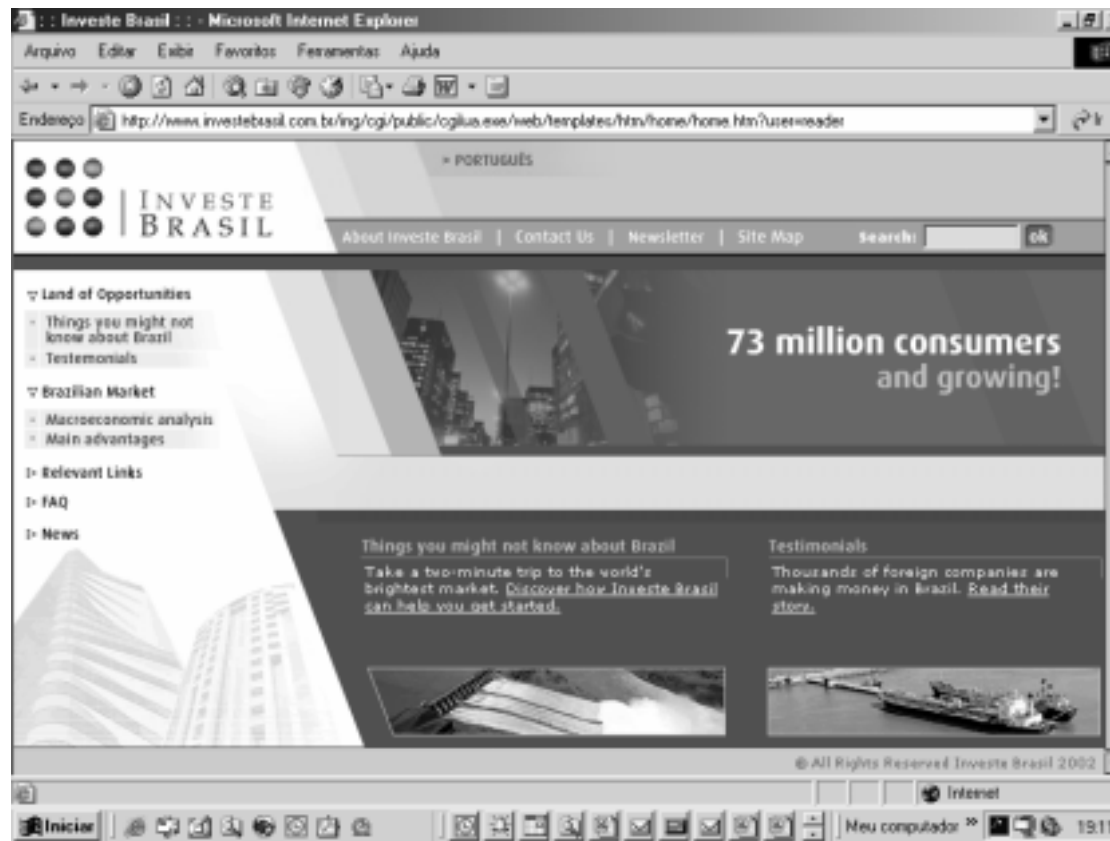 : : Investe Brasil : : - Microsoft Internet Explorer
Arquivo Editar Exibir Favoritos Ferramentas Ajuda
Endereço http://www.investebrasil.com.br/ing/cgi/public/cgilua.exe/web/templates/htm/home/home.htm?user=reader
PORTUGUÊS
INVESTE
BRASIL
About Investe Brasil | Contact Us | Newsletter | Site Map Search: ok
Land of Opportunities
Things you might not
know about Brazil
Testemonials
73 million consumers
and growing!
Brazilian Market
Macroeconomic analysis
Main advantages
Relevant Links
FAQ
News
Things you might not know about Brazil
Take a two-minute trip to the world's
brightest market. Discover how Investe Brasil
can help you get started.
Testimonials
Thousands of foreign companies are
making money in Brazil. Read their
story.
© All Rights Reserved Investe Brasil 2002
Internet
Iniciar Meu computador » 19:11